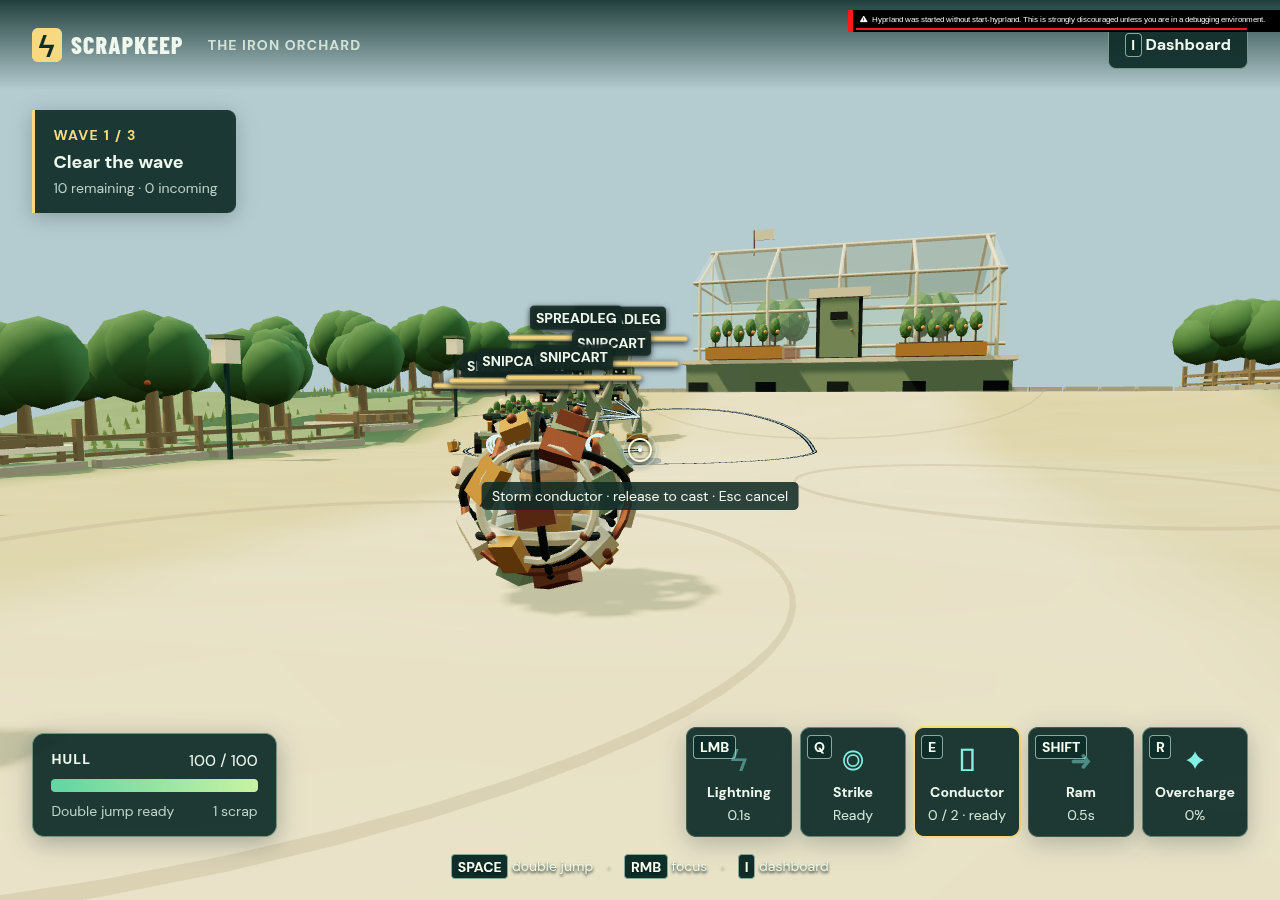 Hyprland was started without start-hyprland. This is strongly discouraged unless you are in a debugging environment.
SCRAPKEEP THE IRON ORCHARD
I Dashboard
WAVE 1 / 3
Clear the wave
10 remaining · 0 incoming
SPREADLEG DLEG
SNIPCART
S SNIPCA SNIPCART
Storm conductor · release to cast · Esc cancel
HULL 100 / 100
Double jump ready 1 scrap
LMB
Lightning
0.1s
Q
Strike
Ready
E
Conductor
0 / 2 · ready
SHIFT
Ram
0.5s
R
Overcharge
0%
SPACE double jump · RMB focus · I dashboard